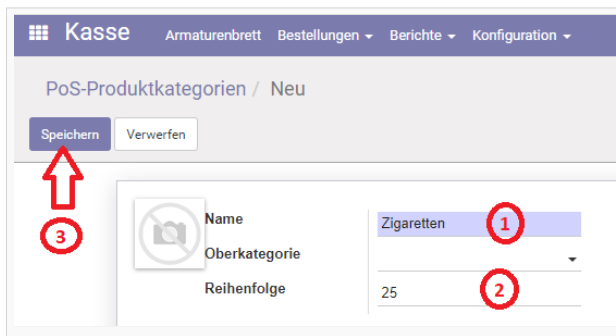 Kasse Armaturenbrett Bestellungen Berichte Konfiguration
PoS-Produktkategorien / Neu
Speichern Verwerfen
3
Name Zigaretten 1
Oberkategorie
Reihenfolge 25 2